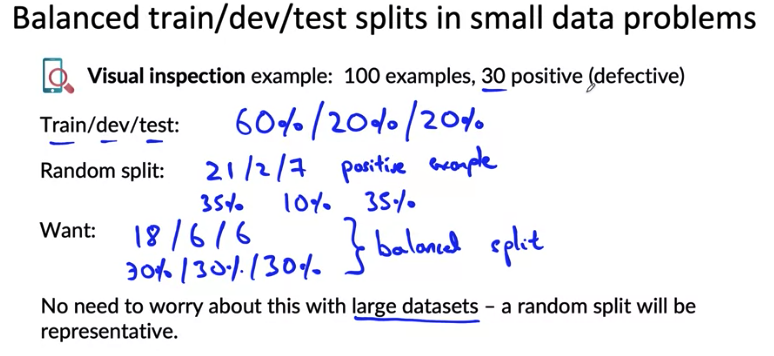 Balanced train/dev/test splits in small data problems
Visual inspection example: 100 examples, 30 positive (defective)
Train/dev/test: 60%/20%/20%
Random split: 21/2/7 positive example
35% 10% 35%
Want: 18/6/6
30%/30%/30% } balanced split
No need to worry about this with large datasets – a random split will be
representative.